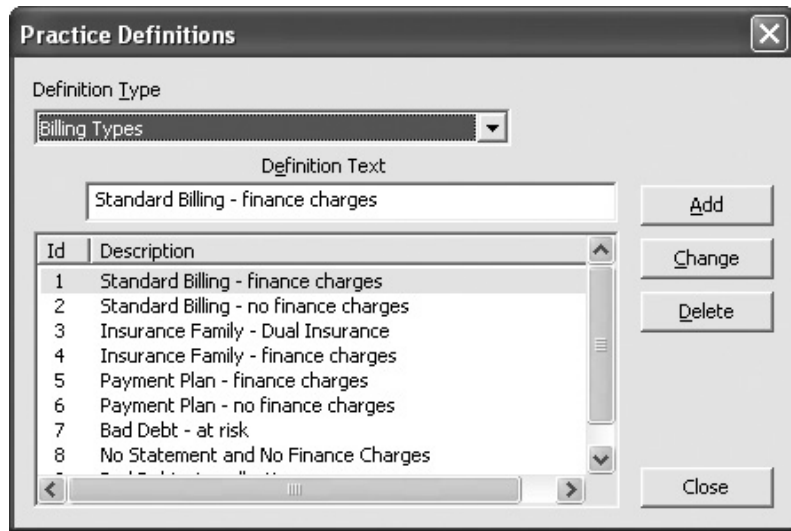 Practice Definitions
Definition Type
Billing Types
Definition Text
Standard Billing - finance charges
Add
Id Description
Change
1 Standard Billing - finance charges
2 Standard Billing - no finance charges
Delete
3 Insurance Family - Dual Insurance
4 Insurance Family - finance charges
5 Payment Plan - finance charges
6 Payment Plan - no finance charges
7 Bad Debt - at risk
8 No Statement and No Finance Charges
Close